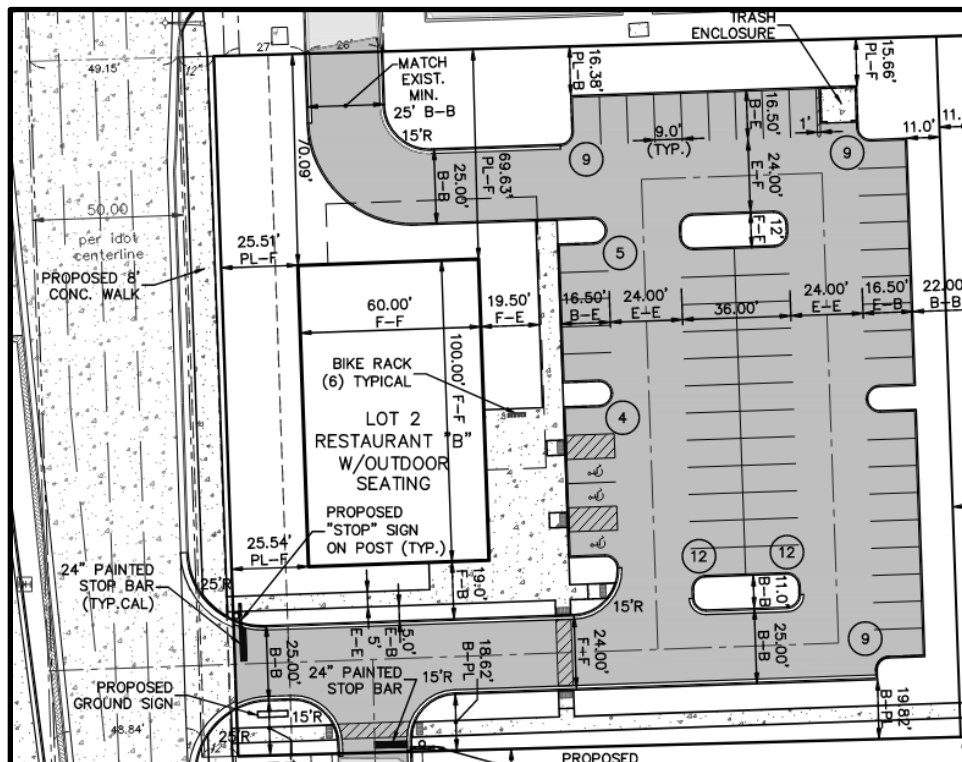 TRASH
ENCLOSURE
27'
26'
49.15'
12"
MATCH
EXIST.
MIN.
25' B-B
15'R
16.38'
PL-B
15.66'
PL-F
16.50'
B-E
1'
11.0'
11.
9.0'
(TYP.)
9
9
70.09'
69.63'
PL-F
25.00'
B-B
24.00'
E-F
12'
F-F
50.00
per idot
centerline
25.51'
PL-F
5
PROPOSED 8'
CONC. WALK
60.00'
F-F
19.50'
F-E
16.50'
B-E
24.00'
E-E
36.00'
24.00'
E-E
16.50'
E-B
22.00'
B-B
100.00' F-F
BIKE RACK
(6) TYPICAL
LOT 2
RESTAURANT "B"
W/OUTDOOR
SEATING
4
PROPOSED
"STOP" SIGN
ON POST (TYP.)
25.54'
PL-F
24" PAINTED
STOP BAR
(TYP.CAL)
25'R
19.0'
F-B
12
12
11.0'
B-B
15'R
5'
E-E
5.0'
E-B
18.62'
B-PL
24.00'
F-F
25.00'
B-B
25.00'
B-B
9
24" PAINTED
STOP BAR
15'R
PROPOSED
GROUND SIGN
15'R
19.82'
B-PL
48.84'
25'R
12"
PROPOSED